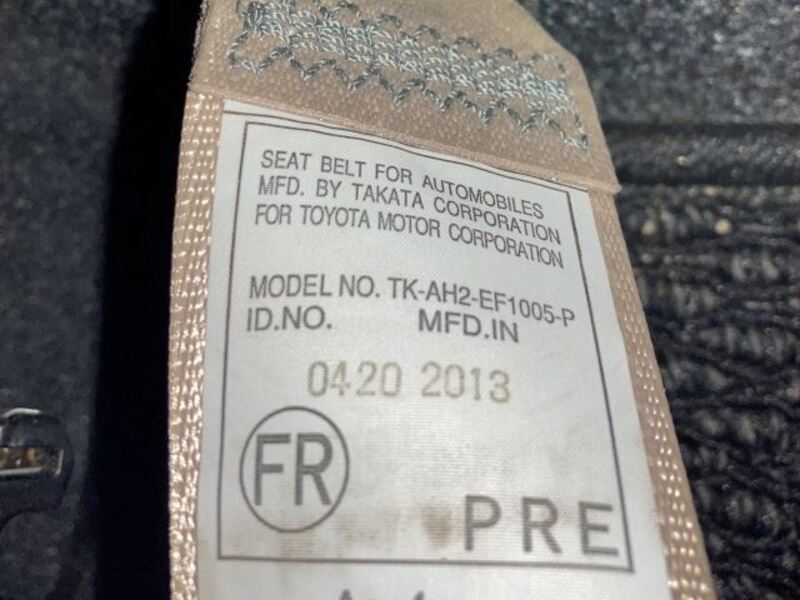 SEAT BELT FOR AUTOMOBILES
MFD. BY TAKATA CORPORATION
FOR TOYOTA MOTOR CORPORATION
MODEL NO. TK-AH2-EF1005-P
ID.NO. MFD.IN
0420 2013
FR
PRE